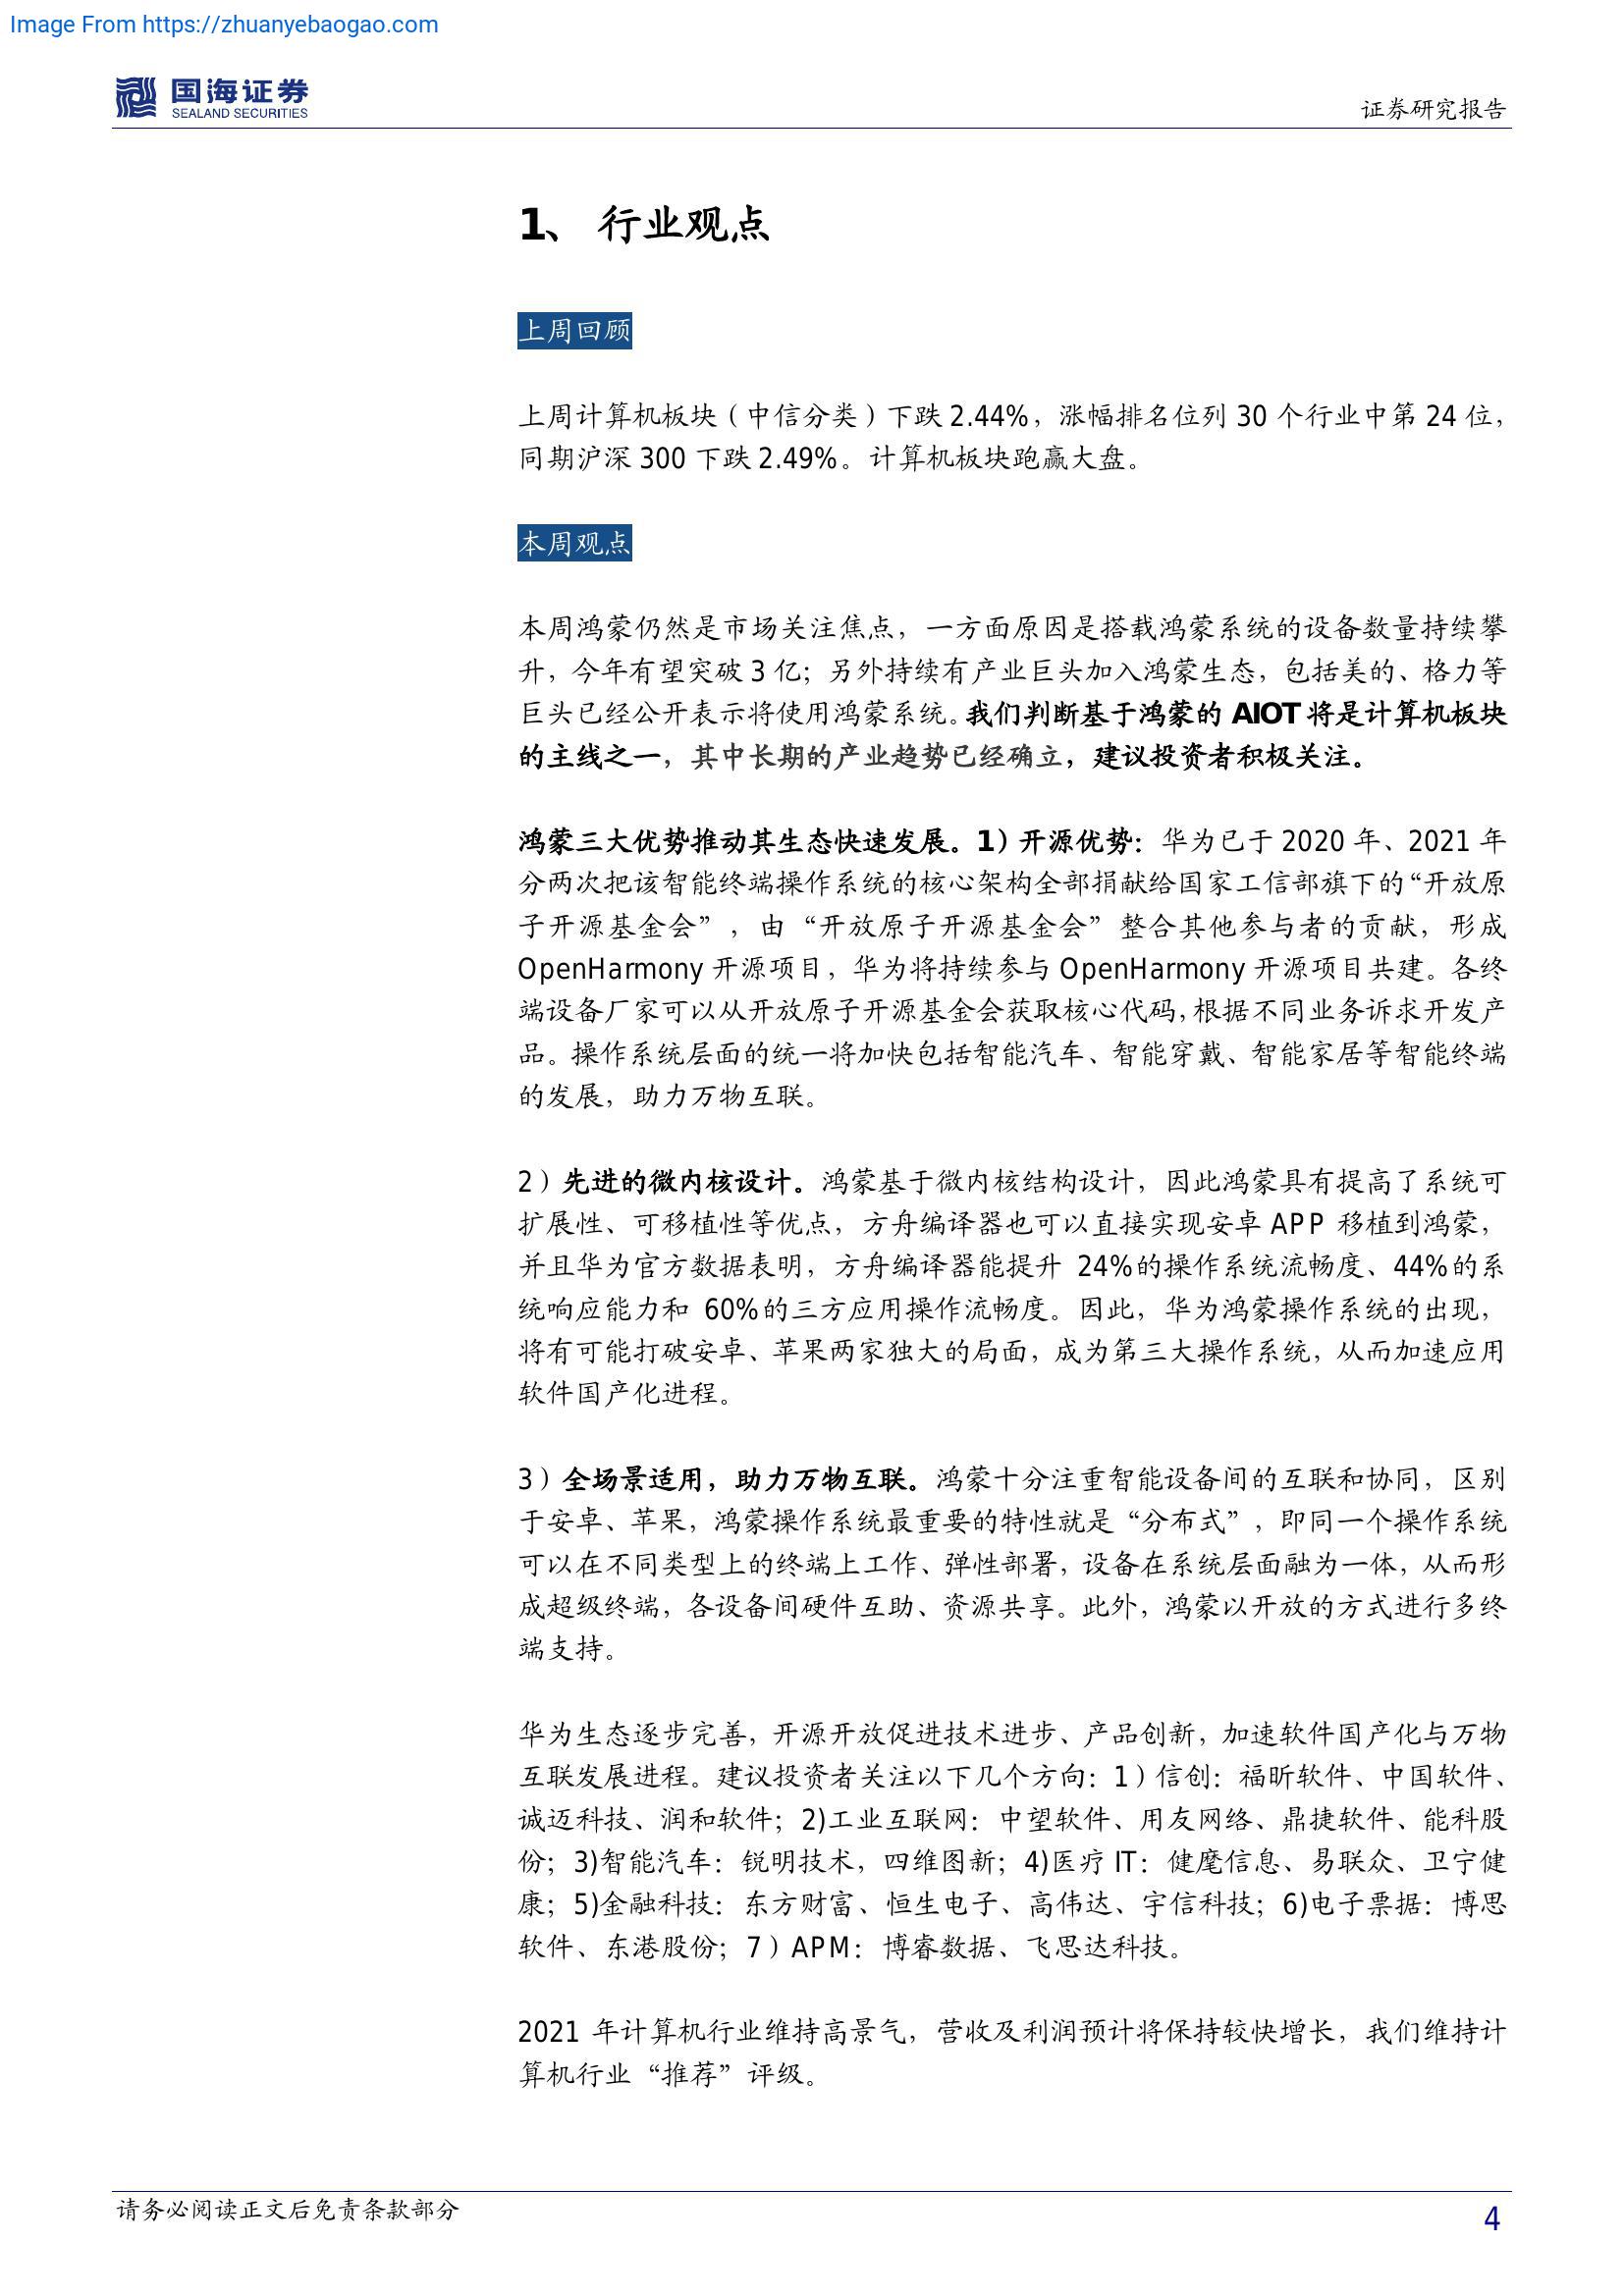 Image From https://zhuanyebaogao.com
国海证券
SEALAND SECURITIES
证券研究报告
1、 行业观点
上周回顾
上周计算机板块（中信分类）下跌 2.44%，涨幅排名位列 30 个行业中第 24 位，
同期沪深 300 下跌 2.49%。计算机板块跑赢大盘。
本周观点
本周鸿蒙仍然是市场关注焦点，一方面原因是搭载鸿蒙系统的设备数量持续攀
升，今年有望突破 3 亿；另外持续有产业巨头加入鸿蒙生态，包括美的、格力等
巨头已经公开表示将使用鸿蒙系统。我们判断基于鸿蒙的 AIOT 将是计算机板块
的主线之一，其中长期的产业趋势已经确立，建议投资者积极关注。
鸿蒙三大优势推动其生态快速发展。1）开源优势：华为已于 2020 年、2021 年
分两次把该智能终端操作系统的核心架构全部捐献给国家工信部旗下的“开放原
子开源基金会”，由“开放原子开源基金会”整合其他参与者的贡献，形成
OpenHarmony 开源项目，华为将持续参与 OpenHarmony 开源项目共建。各终
端设备厂家可以从开放原子开源基金会获取核心代码，根据不同业务诉求开发产
品。操作系统层面的统一将加快包括智能汽车、智能穿戴、智能家居等智能终端
的发展，助力万物互联。
2）先进的微内核设计。鸿蒙基于微内核结构设计，因此鸿蒙具有提高了系统可
扩展性、可移植性等优点，方舟编译器也可以直接实现安卓 APP 移植到鸿蒙，
并且华为官方数据表明，方舟编译器能提升 24%的操作系统流畅度、44%的系
统响应能力和 60%的三方应用操作流畅度。因此，华为鸿蒙操作系统的出现，
将有可能打破安卓、苹果两家独大的局面，成为第三大操作系统，从而加速应用
软件国产化进程。
3）全场景适用，助力万物互联。鸿蒙十分注重智能设备间的互联和协同，区别
于安卓、苹果，鸿蒙操作系统最重要的特性就是“分布式”，即同一个操作系统
可以在不同类型上的终端上工作、弹性部署，设备在系统层面融为一体，从而形
成超级终端，各设备间硬件互助、资源共享。此外，鸿蒙以开放的方式进行多终
端支持。
华为生态逐步完善，开源开放促进技术进步、产品创新，加速软件国产化与万物
互联发展进程。建议投资者关注以下几个方向：1）信创：福昕软件、中国软件、
诚迈科技、润和软件；2)工业互联网：中望软件、用友网络、鼎捷软件、能科股
份；3)智能汽车：锐明技术，四维图新；4)医疗 IT：健麾信息、易联众、卫宁健
康；5)金融科技：东方财富、恒生电子、高伟达、宇信科技；6)电子票据：博思
软件、东港股份；7）APM：博睿数据、飞思达科技。
2021 年计算机行业维持高景气，营收及利润预计将保持较快增长，我们维持计
算机行业“推荐”评级。
请务必阅读正文后免责条款部分
4